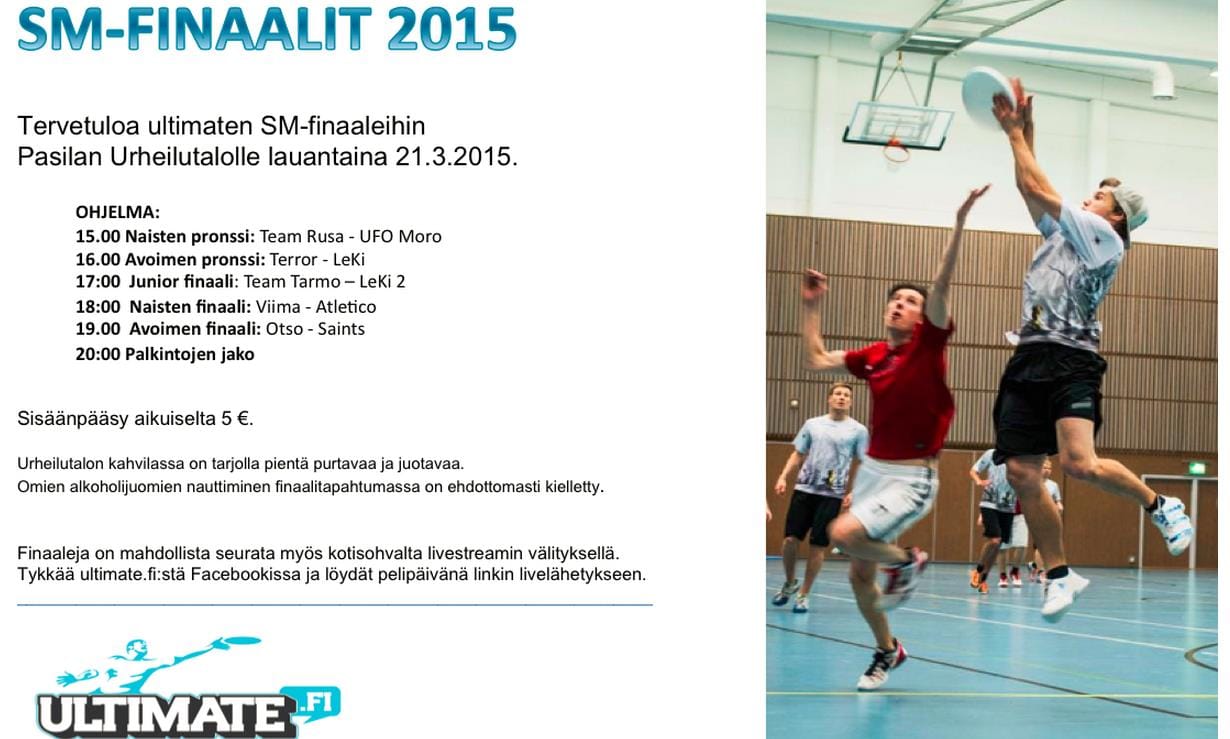 SM-FINAALIT 2015
Tervetuloa ultimaten SM-finaaleihin
Pasilan Urheilutalolle lauantaina 21.3.2015.
OHJELMA:
15.00 Naisten pronssi: Team Rusa - UFO Moro
16.00 Avoimen pronssi: Terror - LeKi
17:00 Junior finaali: Team Tarmo – LeKi 2
18:00 Naisten finaali: Viima - Atletico
19.00 Avoimen finaali: Otso - Saints
20:00 Palkintojen jako
Sisäänpääsy aikuiselta 5 €.
Urheilutalon kahvilassa on tarjolla pientä purtavaa ja juotavaa.
Omien alkoholijuomien nauttiminen finaalitapahtumassa on ehdottomasti kielletty.
Finaaleja on mahdollista seurata myös kotisohvalta livestreamin välityksellä.
Tykkää ultimate.fi:stä Facebookissa ja löydät pelipäivänä linkin livelähetykseen.
ULTIMATE.FI